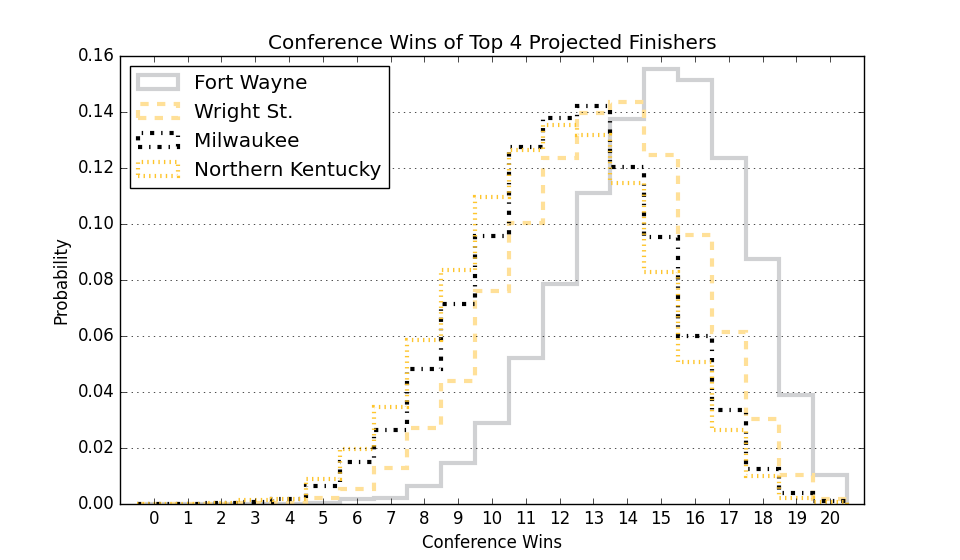 Conference Wins of Top 4 Projected Finishers
0.16
0.14
0.12
0.10
0.08
0.06
0.04
0.02
0.00
Probability
Fort Wayne
Wright St.
Milwaukee
Northern Kentucky
0 1 2 3 4 5 6 7 8 9 10 11 12 13 14 15 16 17 18 19 20
Conference Wins